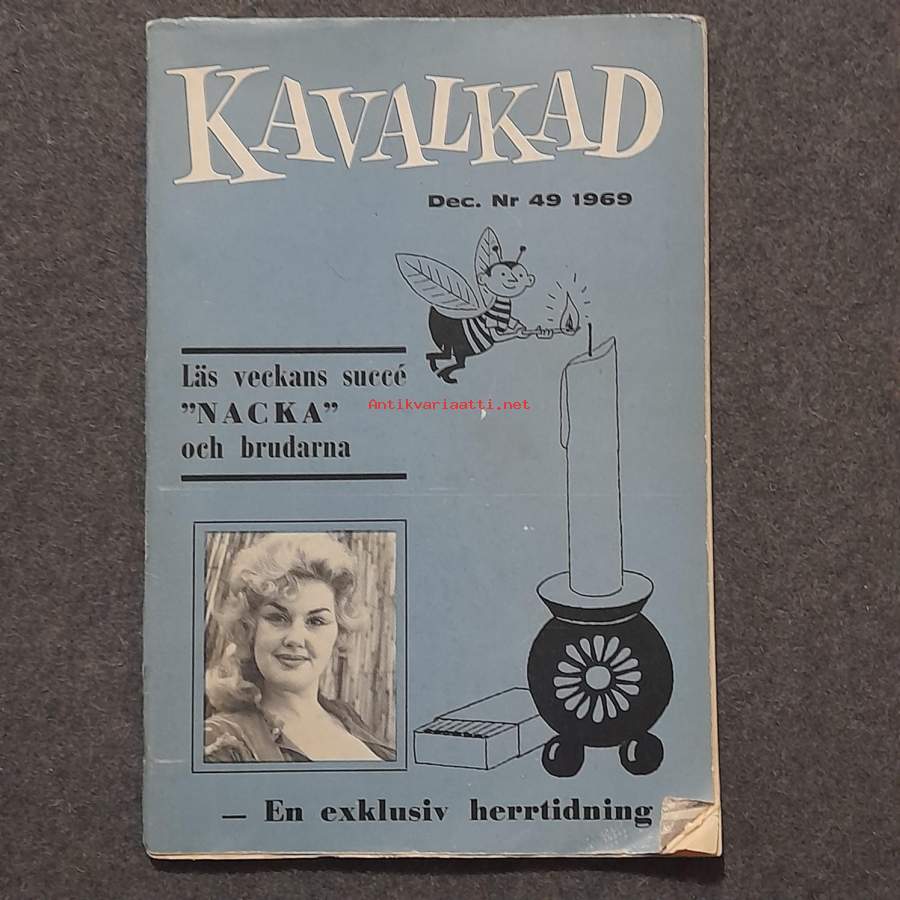 KAVALKAD
Dec. Nr 49 1969
Läs veckans succé
”NACKA”
och brudarna
Antikvariaatti.net
— En exklusiv herrtidning